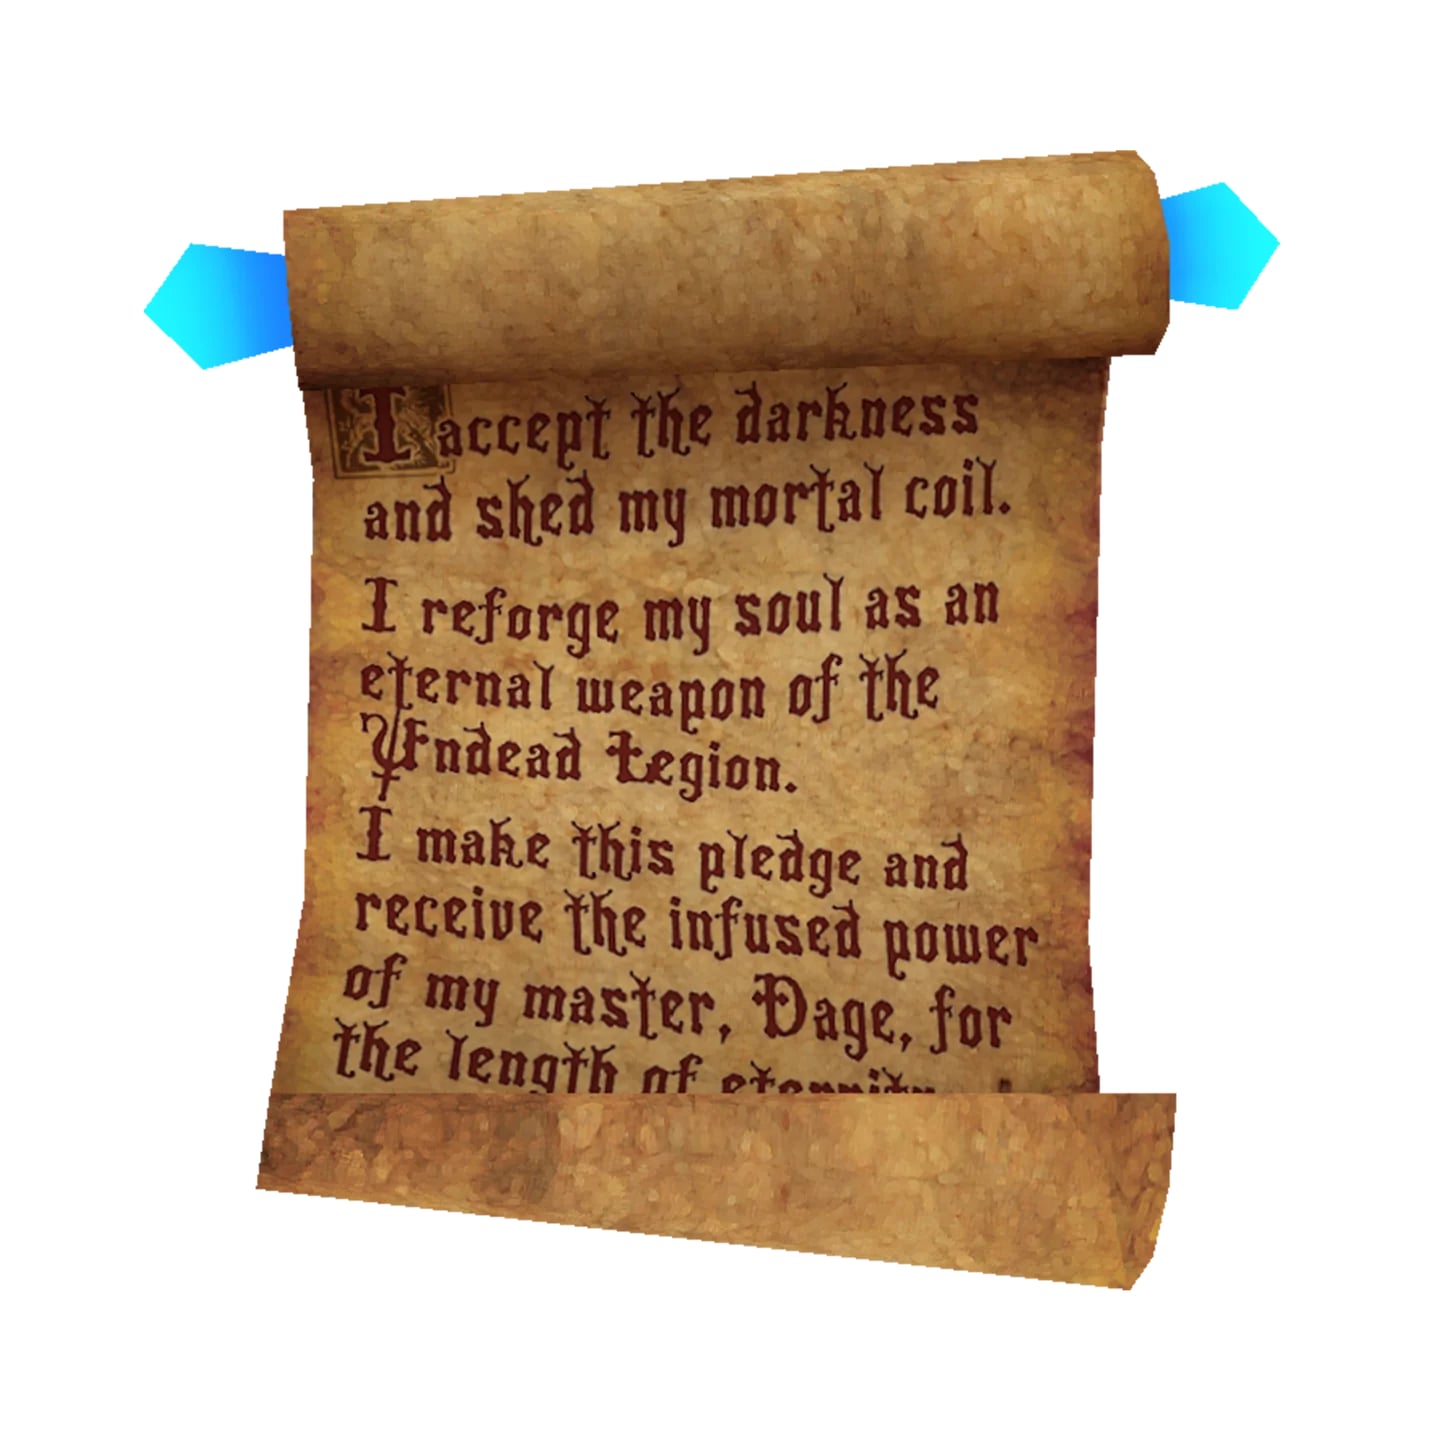 I accept the darkness
and shed my mortal coil.
I reforge my soul as an
eternal weapon of the
Undead Legion.
I make this pledge and
receive the infused power
of my master, Dage, for
the length of eternity